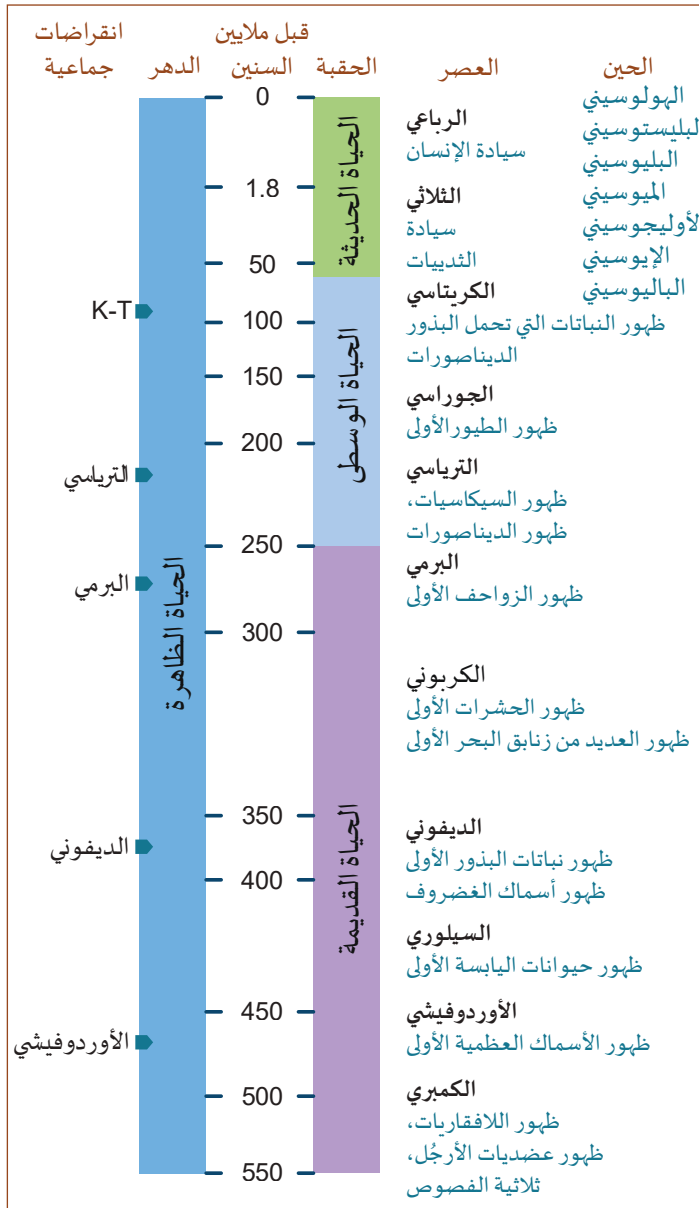 الحين
العصر
الحقبة
قبل ملايين
السنين
الدهر
انقراضات
جماعية
الهولوسيني
البليستوسيني
البليوسيني
الميوسيني
لأوليجوسيني
الإيوسيني
الباليوسيني
الرباعي
سيادة الإنسان
الثلاثي
سيادة
الثدييات
الكريتاسي
ظهور النباتات التي تحمل البذور
الديناصورات
الجوراسي
ظهور الطيور الأولى
الترياسي
ظهور السيكاسيات،
ظهور الديناصورات
البرمي
ظهور الزواحف الأولى
الكربوني
ظهور الحشرات الأولى
ظهور العديد من زنابق البحر الأولى
الديفوني
ظهور نباتات البذور الأولى
ظهور أسماك الغضروف
السيلوري
ظهور حيوانات اليابسة الأولى
الأوردوفيشي
ظهور الأسماك العظمية الأولى
الكمبري
ظهور اللافقاريات،
ظهور عضديات الأرجُل،
ثلاثية الفصوص
الحياة الحديثة
الحياة الوسطى
الحياة القديمة
0
1.8
50
100
150
200
250
300
350
400
450
500
550
الحياة الظاهرة
K-T
الترياسي
البرمي
الديفوني
الأوردوفيشي